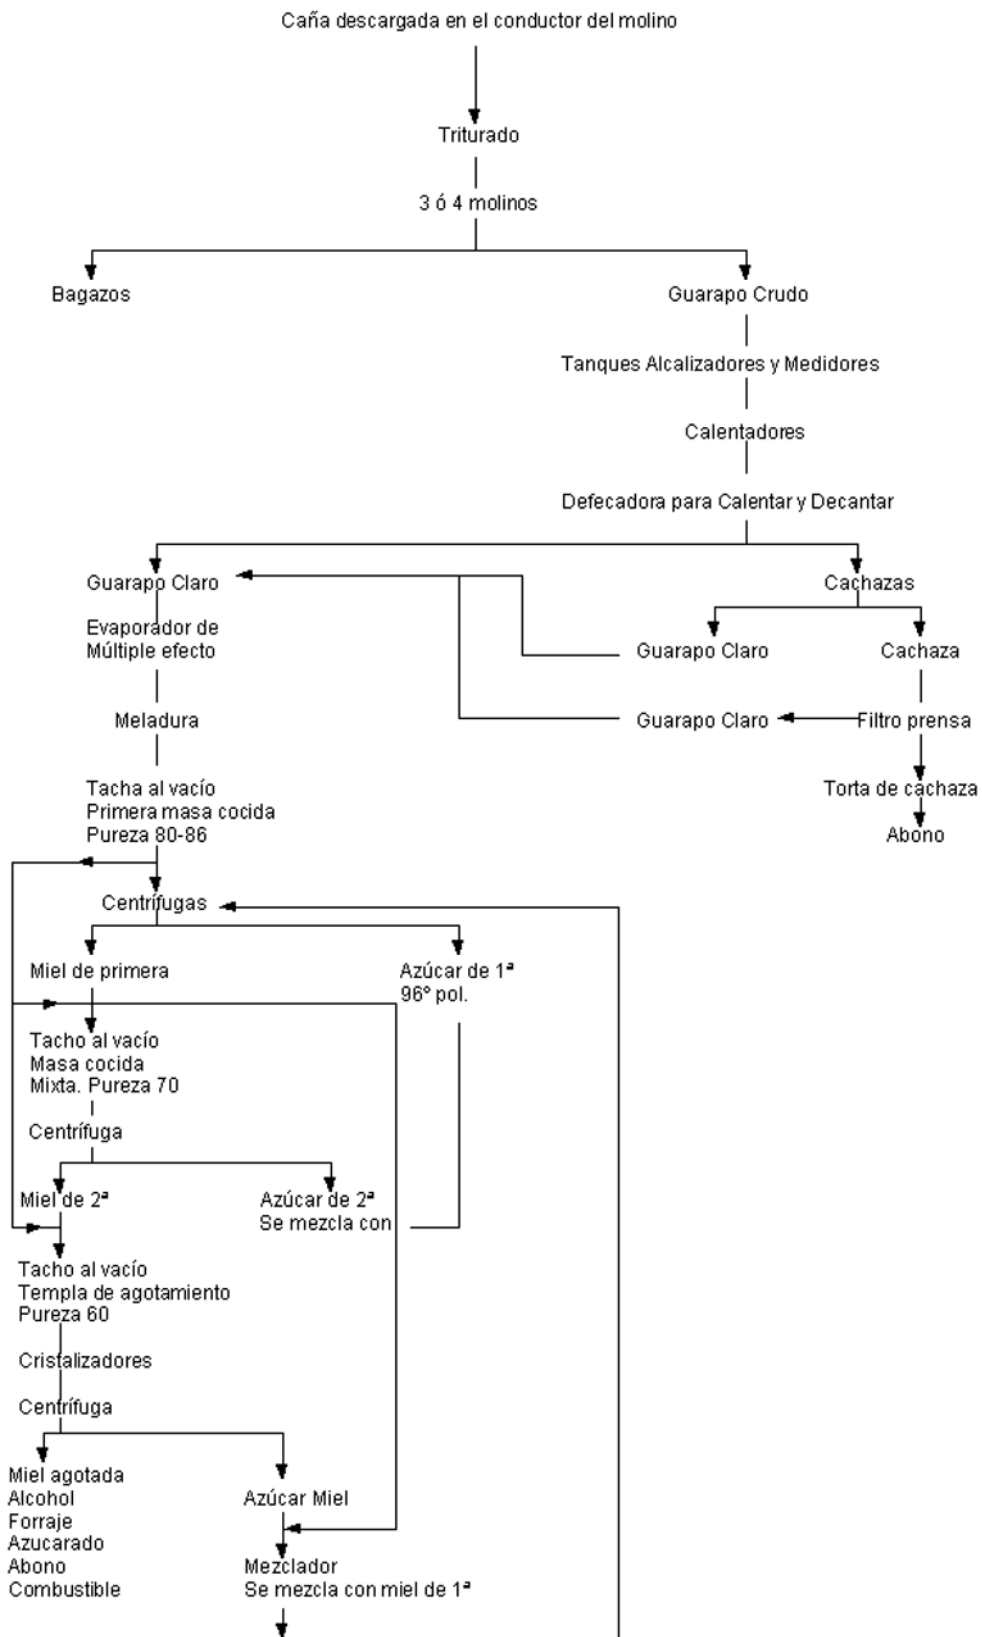 Caña descargada en el conductor del molino
Triturado
3 ó 4 molinos
Bagazos
Guarapo Crudo
Tanques Alcalizadores y Medidores
Calentadores
Defecadora para Calentar y Decantar
Guarapo Claro
Cachazas
Evaporador de
Múltiple efecto
Guarapo Claro
Cachaza
Meladura
Guarapo Claro
Filtro prensa
Tacha al vacío
Primera masa cocida
Pureza 80-86
Torta de cachaza
Abono
Centrífugas
Miel de primera
Azúcar de 1ª
96º pol.
Tacho al vacío
Masa cocida
Mixta. Pureza 70
Centrífuga
Miel de 2ª
Azúcar de 2ª
Se mezcla con
Tacho al vacío
Templa de agotamiento
Pureza 60
Cristalizadores
Centrífuga
Miel agotada
Alcohol
Forraje
Azucarado
Abono
Combustible
Azúcar Miel
Mezclador
Se mezcla con miel de 1ª